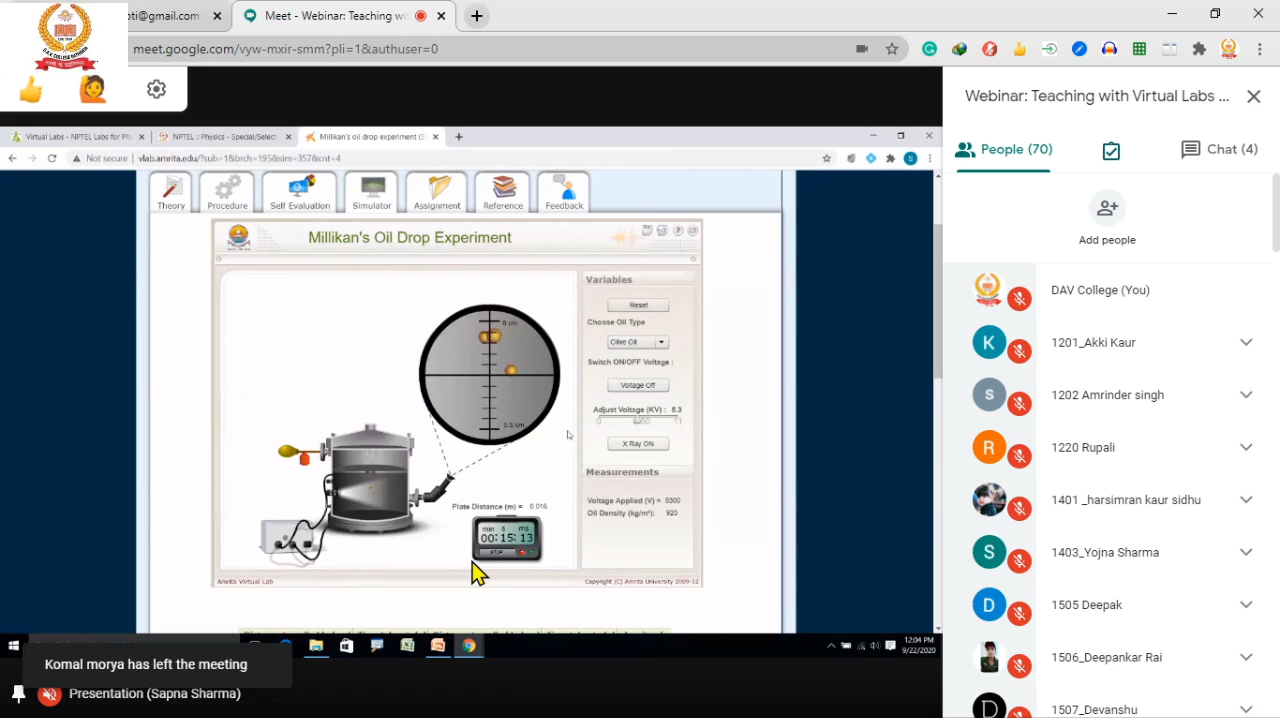 oti@gmail.com
Meet - Webinar: Teaching wit
meet.google.com/vyw-mxir-smm?pli=1&authuser=0
Webinar: Teaching with Virtual Labs ...
People (70)
Chat (4)
Add people
DAV College (You)
1201_Akki Kaur
1202 Amrinder singh
1220 Rupali
1401 _harsimran kaur sidhu
1403_Yojna Sharma
1505 Deepak
1506_Deepankar Rai
1507_Devanshu
Virtual Labs - NPTEL Labs for Ph
NPTEL :: Physics - Special/Select
Millikan's oil drop experiment (S
Not secure
vlab.amrita.edu/?sub=1&brch=195&sim=357&cnt=4
Theory
Procedure
Self Evaluation
Simulator
Assignment
Reference
Feedback
Millikan's Oil Drop Experiment
Variables
Reset
Choose Oil Type
Olive Oil
Switch ON/OFF Voltage :
Voltage Off
Adjust Voltage (KV) : 5.3
0
11
X Ray ON
Measurements
Voltage Applied (V) = 5300
Oil Density (kg/m³): 920
0 cm
0.5 cm
Plate Distance (m) = 0.015
min s ms
00:15:13
STOP
Amrita Virtual Lab
Copyright (C) Amrita University 2009-12
12:04 PM
9/22/2020
Komal morya has left the meeting
Presentation (Sapna Sharma)